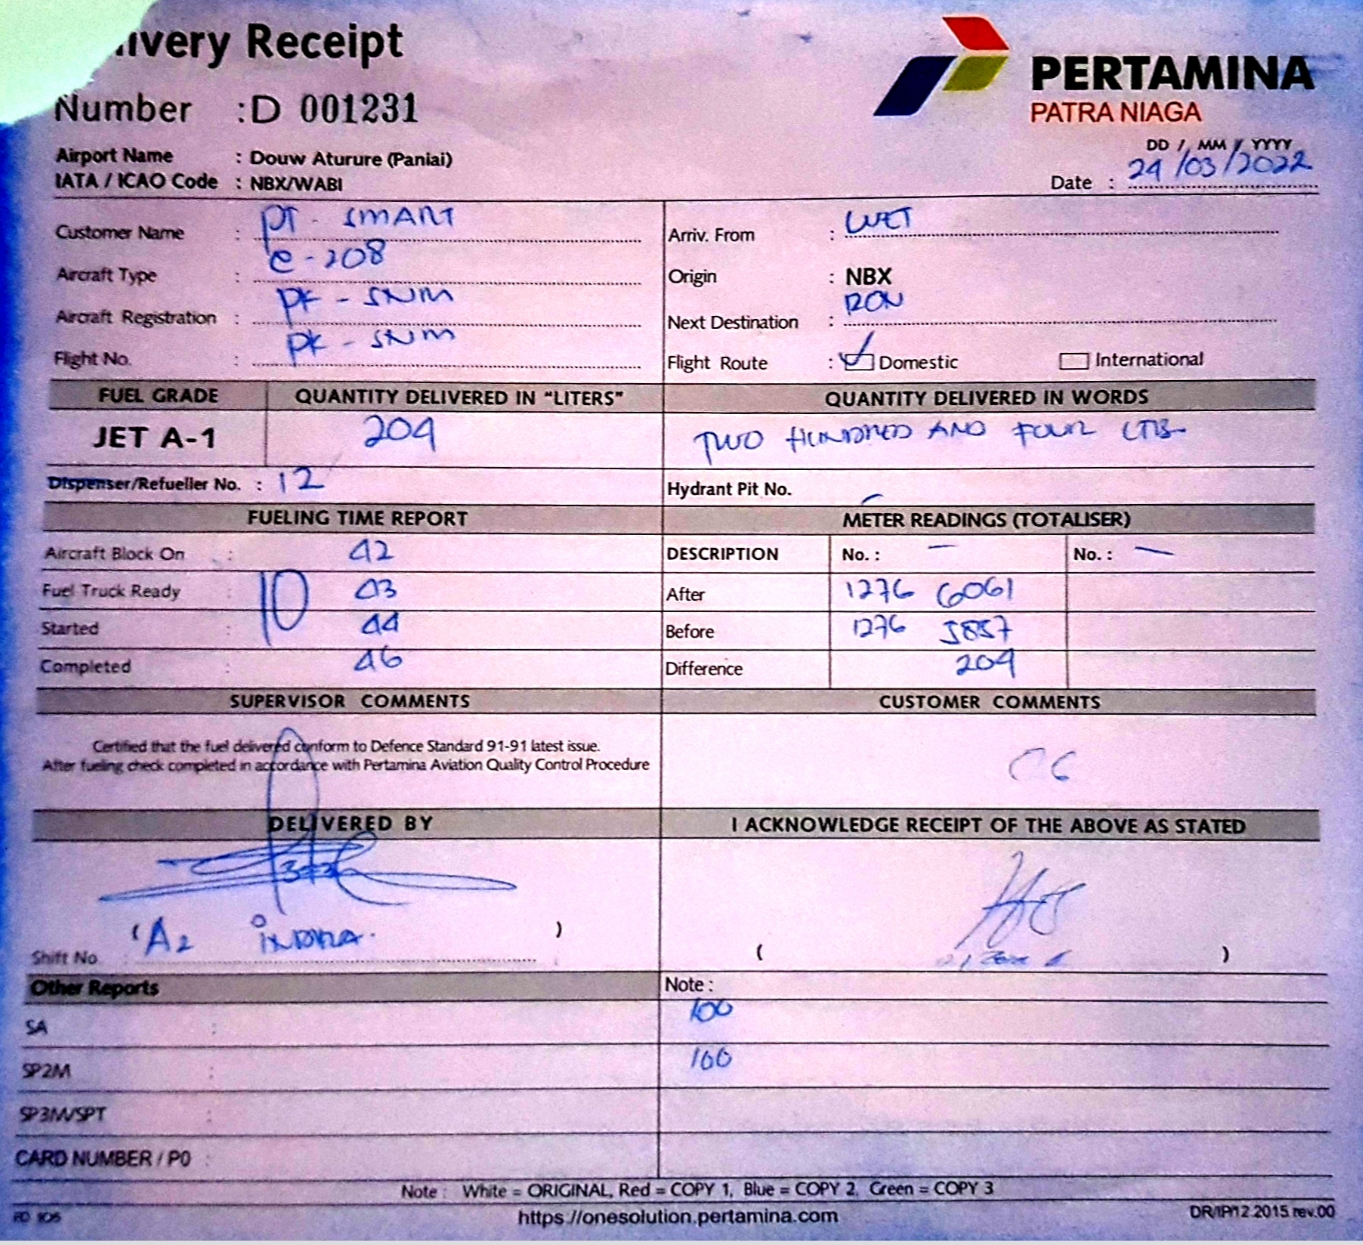 livery Receipt
PERTAMINA
PATRA NIAGA
Number : D 001231
Airport Name : Douw Aturure (Paniai)
IATA / ICAO Code : NBX/WABI
DD / MM / YYYY
Date : 24/03/2022
Customer Name : PT - SMART
Arriv. From : WET
Aircraft Type : C-208
Origin : NBX
Aircraft Registration : PK - SNM
Next Destination : RON
Flight No. : PK - SNM
Flight Route : Domestic International
FUEL GRADE QUANTITY DELIVERED IN "LITERS" QUANTITY DELIVERED IN WORDS
JET A-1 204 TWO HUNDRED AND FOUR LTS
Dispenser/Refueller No. : 12 Hydrant Pit No. -
FUELING TIME REPORT METER READINGS (TOTALISER)
Aircraft Block On : 42 DESCRIPTION No. : - No. : -
Fuel Truck Ready : 10 43 After 1276 6061
Started : 44 Before 1276 5857
Completed : 46 Difference 204
SUPERVISOR COMMENTS CUSTOMER COMMENTS
Certified that the fuel delivered conform to Defence Standard 91-91 latest issue.
After fueling check completed in accordance with Pertamina Aviation Quality Control Procedure
DELIVERED BY I ACKNOWLEDGE RECEIPT OF THE ABOVE AS STATED
Shift No. : (A2 INDRA. ) ( )
Other Reports Note :
SA : 100
SP2M : 100
SP3M/SPT :
CARD NUMBER / PO :
Note : White = ORIGINAL, Red = COPY 1, Blue = COPY 2, Green = COPY 3
FD 106 https://onesolution.pertamina.com DR/IP/12.2015 rev.00